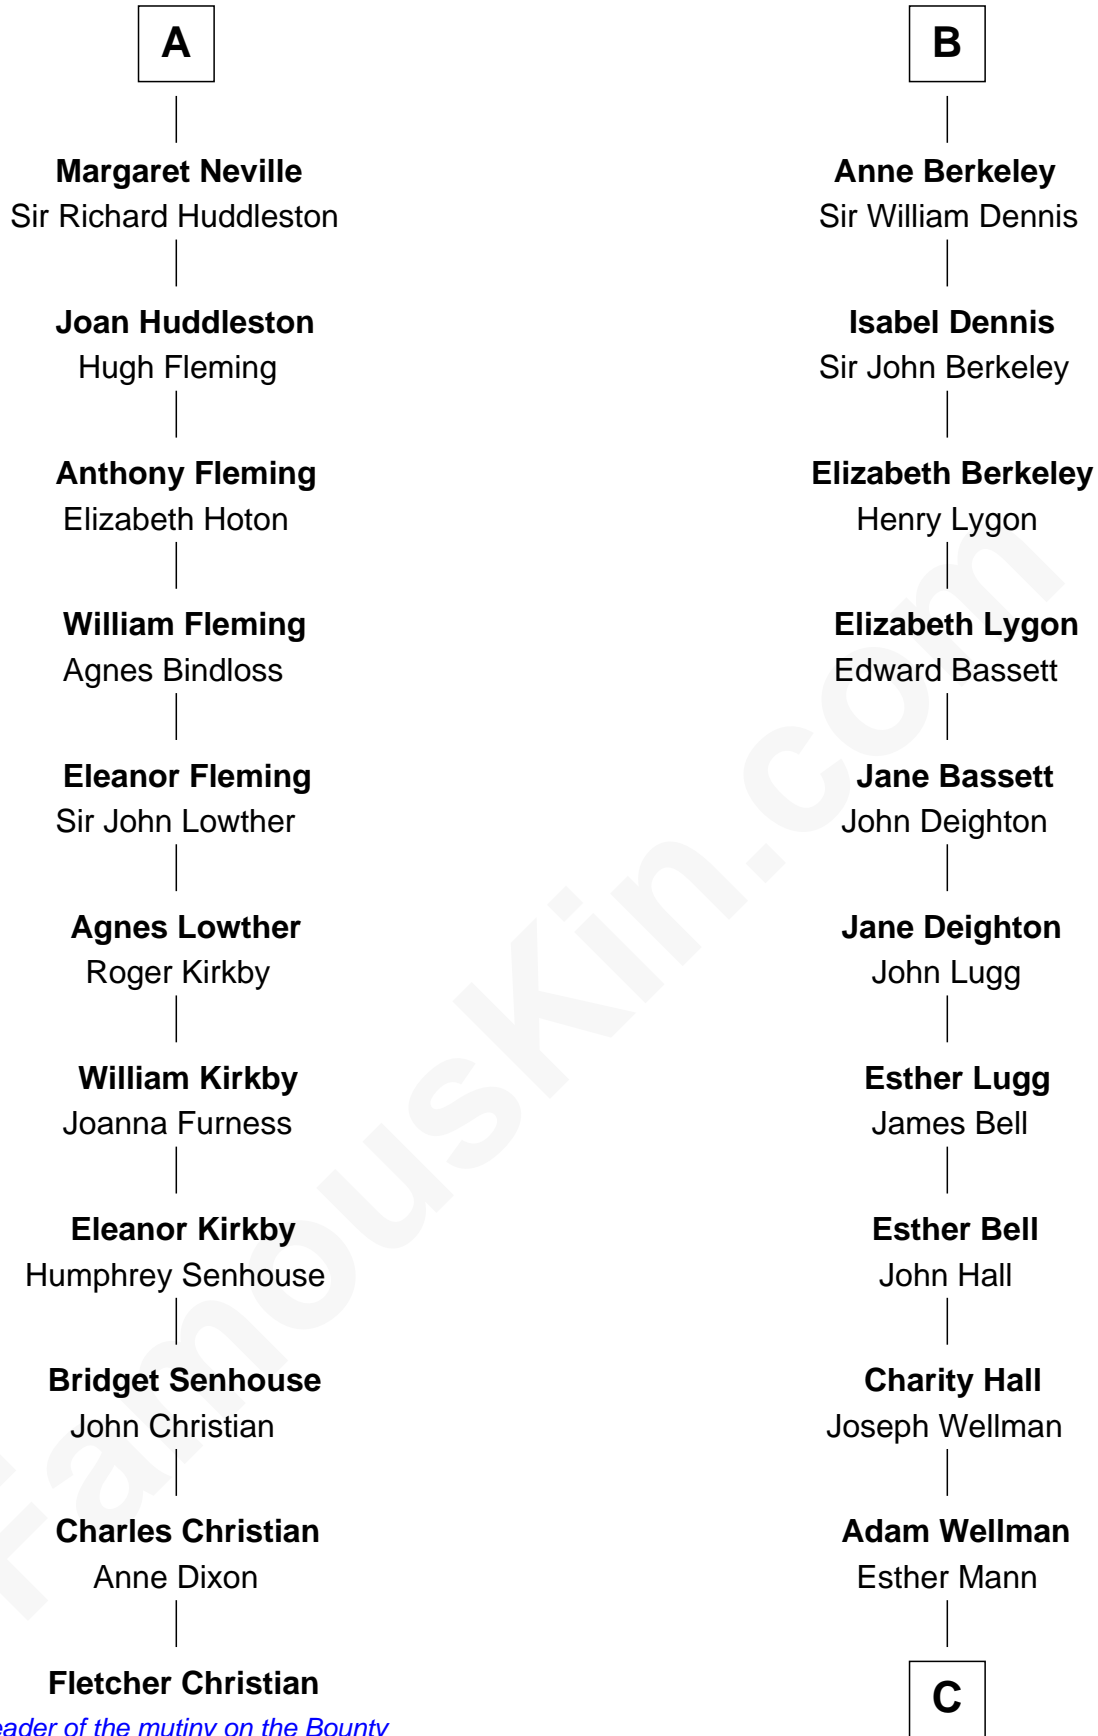 A
Margaret Neville
Sir Richard Huddleston
Joan Huddleston
Hugh Fleming
Anthony Fleming
Elizabeth Hoton
William Fleming
Agnes Bindloss
Eleanor Fleming
Sir John Lowther
Agnes Lowther
Roger Kirkby
William Kirkby
Joanna Furness
Eleanor Kirkby
Humphrey Senhouse
Bridget Senhouse
John Christian
Charles Christian
Anne Dixon
Fletcher Christian
eader of the mutiny on the Bounty
B
Anne Berkeley
Sir William Dennis
Isabel Dennis
Sir John Berkeley
Elizabeth Berkeley
Henry Lygon
Elizabeth Lygon
Edward Bassett
Jane Bassett
John Deighton
Jane Deighton
John Lugg
Esther Lugg
James Bell
Esther Bell
John Hall
Charity Hall
Joseph Wellman
Adam Wellman
Esther Mann
C
FamousKin.com